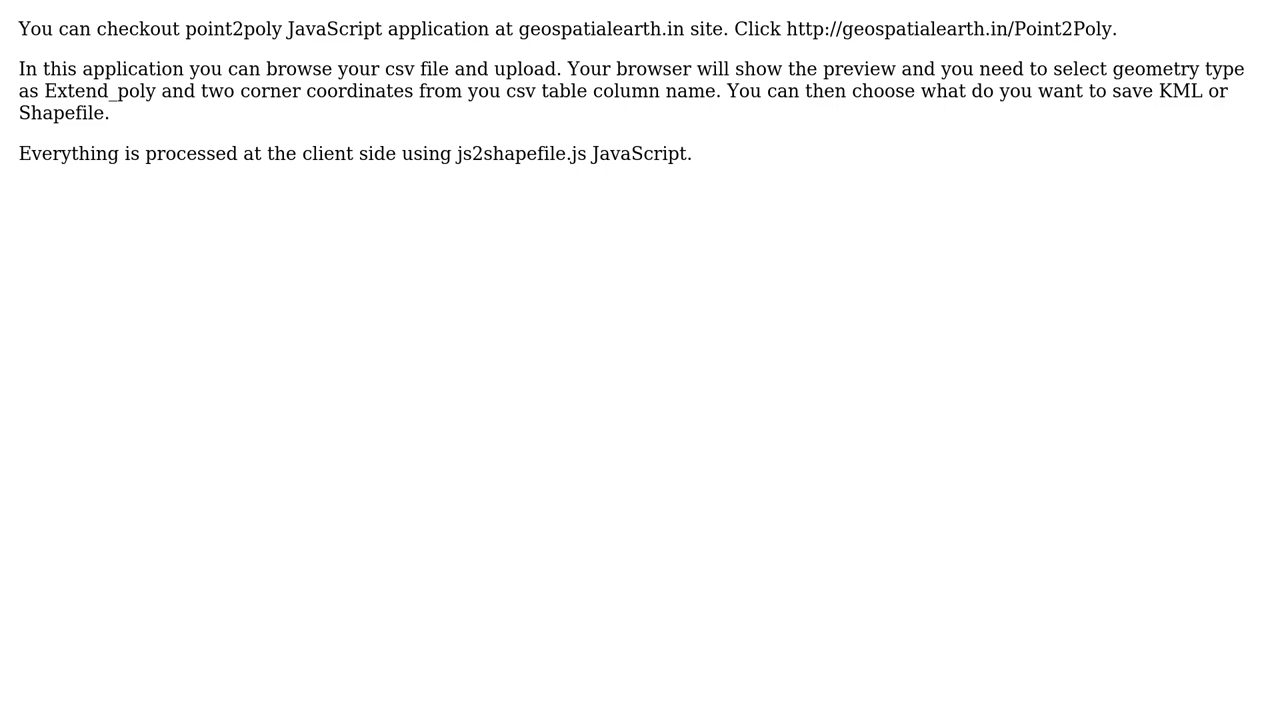 You can checkout point2poly JavaScript application at geospatialearth.in site. Click http://geospatialearth.in/Point2Poly.
In this application you can browse your csv file and upload. Your browser will show the preview and you need to select geometry type
as Extend_poly and two corner coordinates from you csv table column name. You can then choose what do you want to save KML or
Shapefile.
Everything is processed at the client side using js2shapefile.js JavaScript.